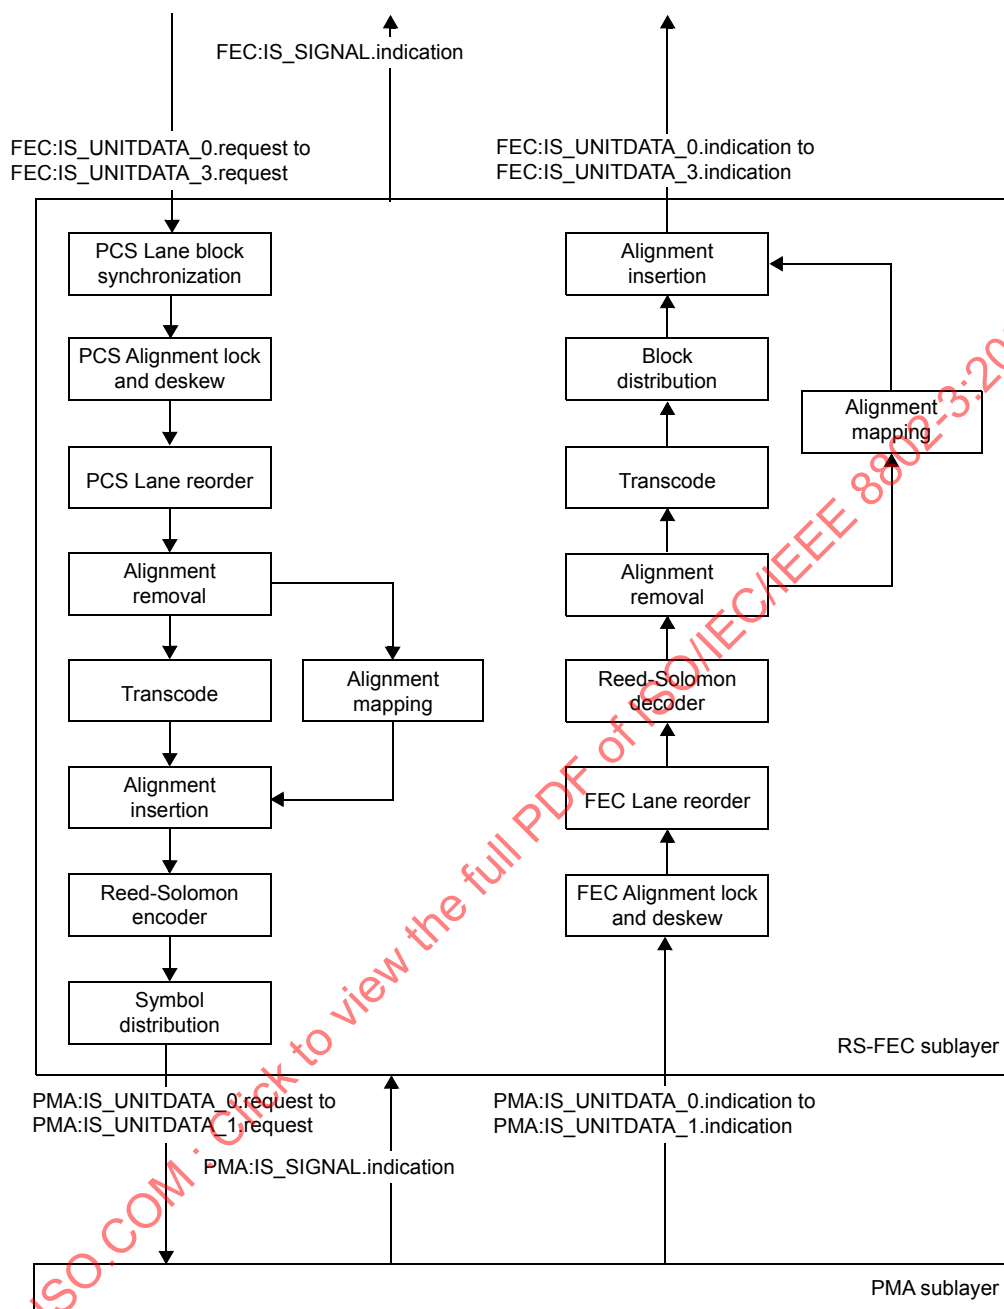 FEC:IS_SIGNAL.indication
FEC:IS_UNITDATA_0.request to
FEC:IS_UNITDATA_3.request
FEC:IS_UNITDATA_0.indication to
FEC:IS_UNITDATA_3.indication
PCS Lane block
synchronization
PCS Alignment lock
and deskew
PCS Lane reorder
Alignment
removal
Transcode
Alignment
mapping
Alignment
insertion
Reed-Solomon
encoder
Symbol
distribution
Alignment
insertion
Block
distribution
Alignment
mapping
Transcode
Alignment
removal
Reed-Solomon
decoder
FEC Lane reorder
FEC Alignment lock
and deskew
RS-FEC sublayer
PMA:IS_UNITDATA_0.request to
PMA:IS_UNITDATA_1.request
PMA:IS_SIGNAL.indication
PMA:IS_UNITDATA_0.indication to
PMA:IS_UNITDATA_1.indication
PMA sublayer
ISO.COM : Click to view the full PDF of ISO/IEC/IEEE 8802-3:20